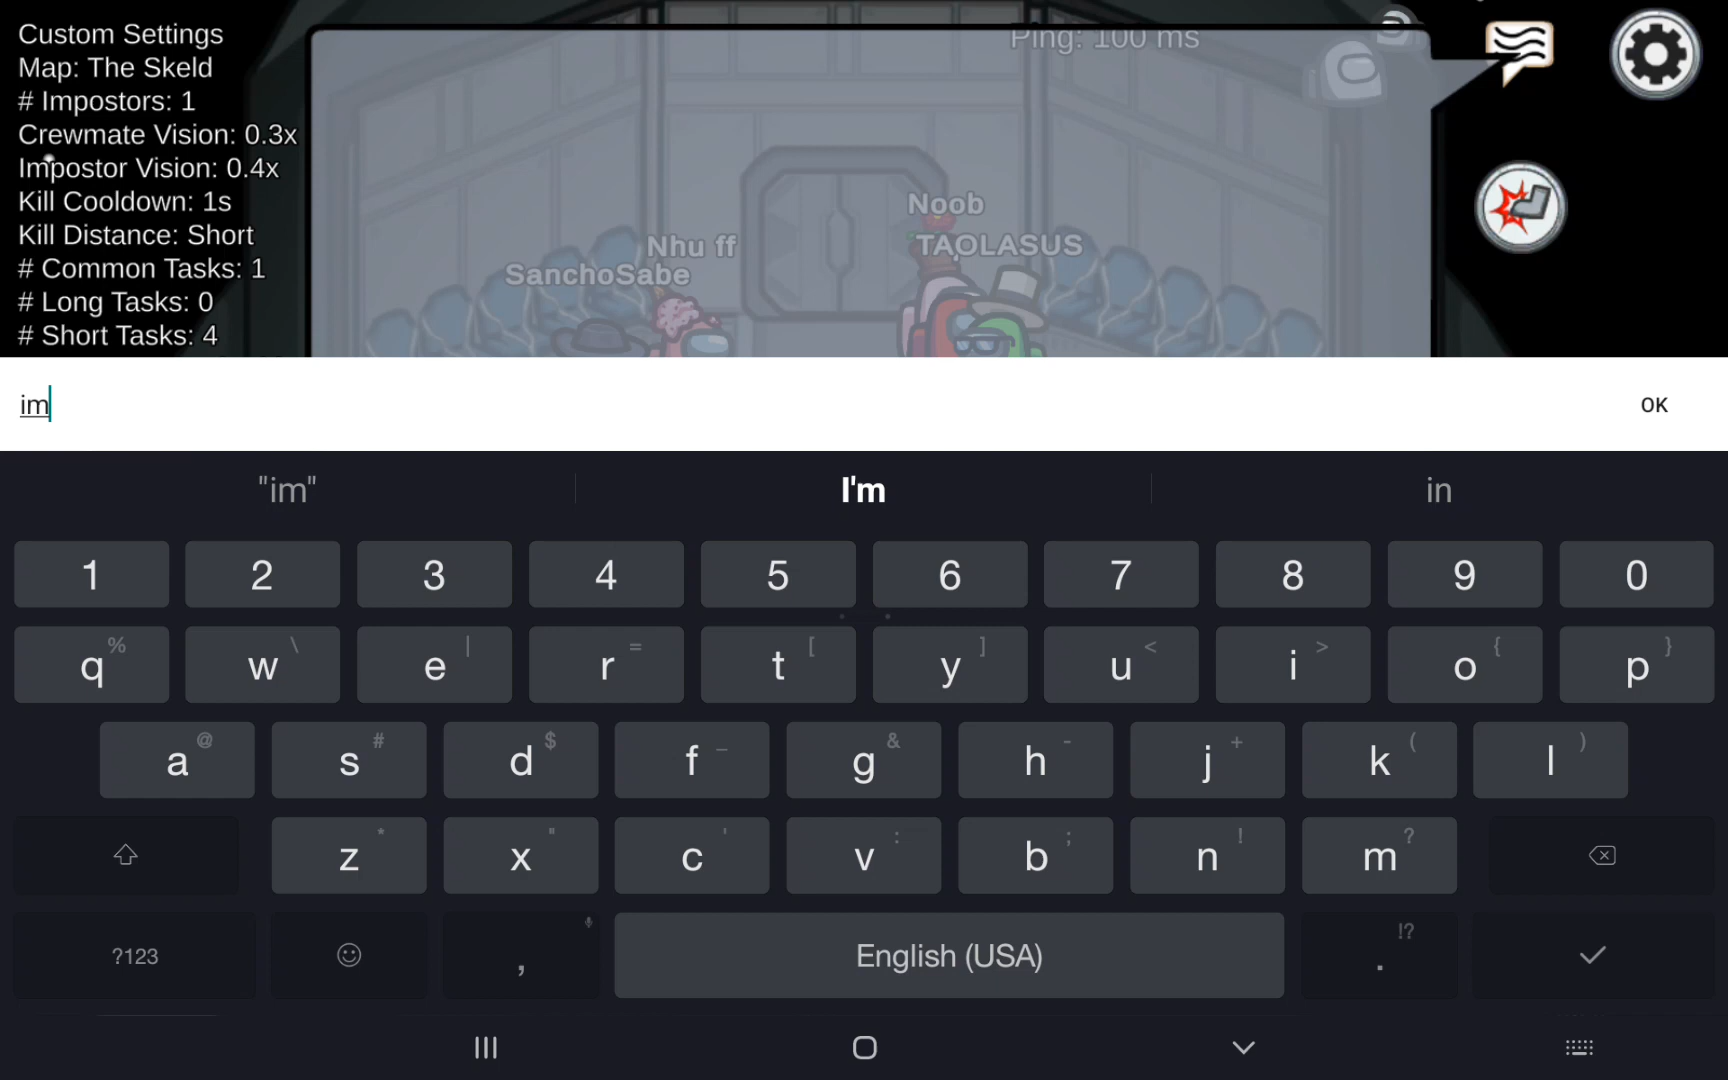 Custom Settings
Map: The Skeld
# Impostors: 1
Crewmate Vision: 0.3x
Impostor Vision: 0.4x
Kill Cooldown: 1s
Kill Distance: Short
# Common Tasks: 1
# Long Tasks: 0
# Short Tasks: 4
Ping: 100 ms
Noob
Nhu ff
TAOLASUS
SanchoSabe
im
OK
"im" I'm in
1 2 3 4 5 6 7 8 9 0
q % w \ e | r = t [ y ] u < i > o { p }
a @ s # d $ f _ g & h - j + k ( l )
z * x " c ' v : b ; n ! m ?
?123 , English (USA) . !?